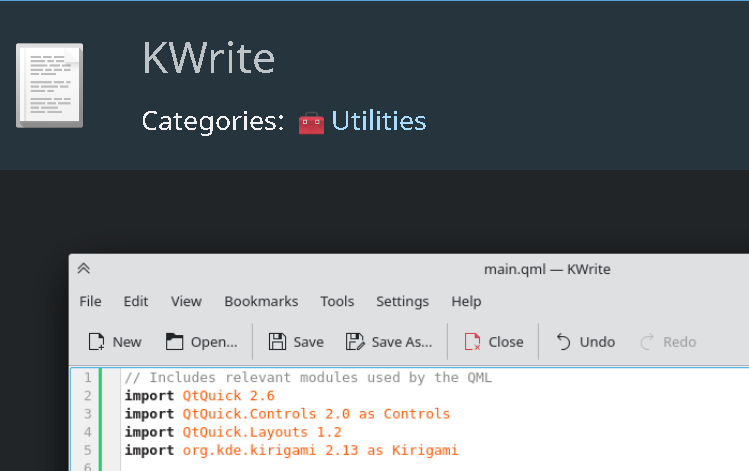 KWrite
Categories: Utilities
main.qml — KWrite
File Edit View Bookmarks Tools Settings Help
New Open... Save Save As... Close Undo Redo
1 // Includes relevant modules used by the QML
2 import QtQuick 2.6
3 import QtQuick.Controls 2.0 as Controls
4 import QtQuick.Layouts 1.2
5 import org.kde.kirigami 2.13 as Kirigami
6